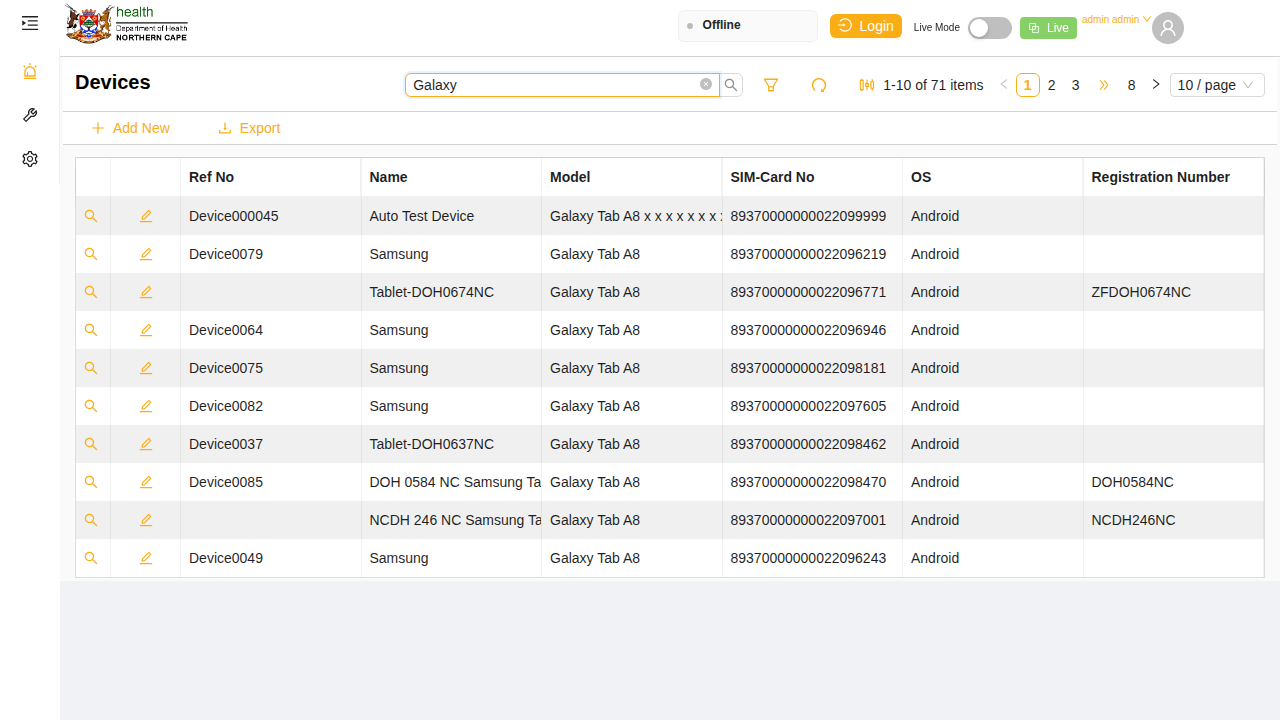 health
Department of Health
NORTHERN CAPE
Offline
Login
Live Mode
Live
admin admin
Devices
Galaxy
1-10 of 71 items
1 2 3 8
10 / page
Add New
Export
Ref No Name Model SIM-Card No OS Registration Number
Device000045 Auto Test Device Galaxy Tab A8 x x x x x x x x 89370000000022099999 Android
Device0079 Samsung Galaxy Tab A8 89370000000022096219 Android
Tablet-DOH0674NC Galaxy Tab A8 89370000000022096771 Android ZFDOH0674NC
Device0064 Samsung Galaxy Tab A8 89370000000022096946 Android
Device0075 Samsung Galaxy Tab A8 89370000000022098181 Android
Device0082 Samsung Galaxy Tab A8 89370000000022097605 Android
Device0037 Tablet-DOH0637NC Galaxy Tab A8 89370000000022098462 Android
Device0085 DOH 0584 NC Samsung Ta Galaxy Tab A8 89370000000022098470 Android DOH0584NC
NCDH 246 NC Samsung Ta Galaxy Tab A8 89370000000022097001 Android NCDH246NC
Device0049 Samsung Galaxy Tab A8 89370000000022096243 Android